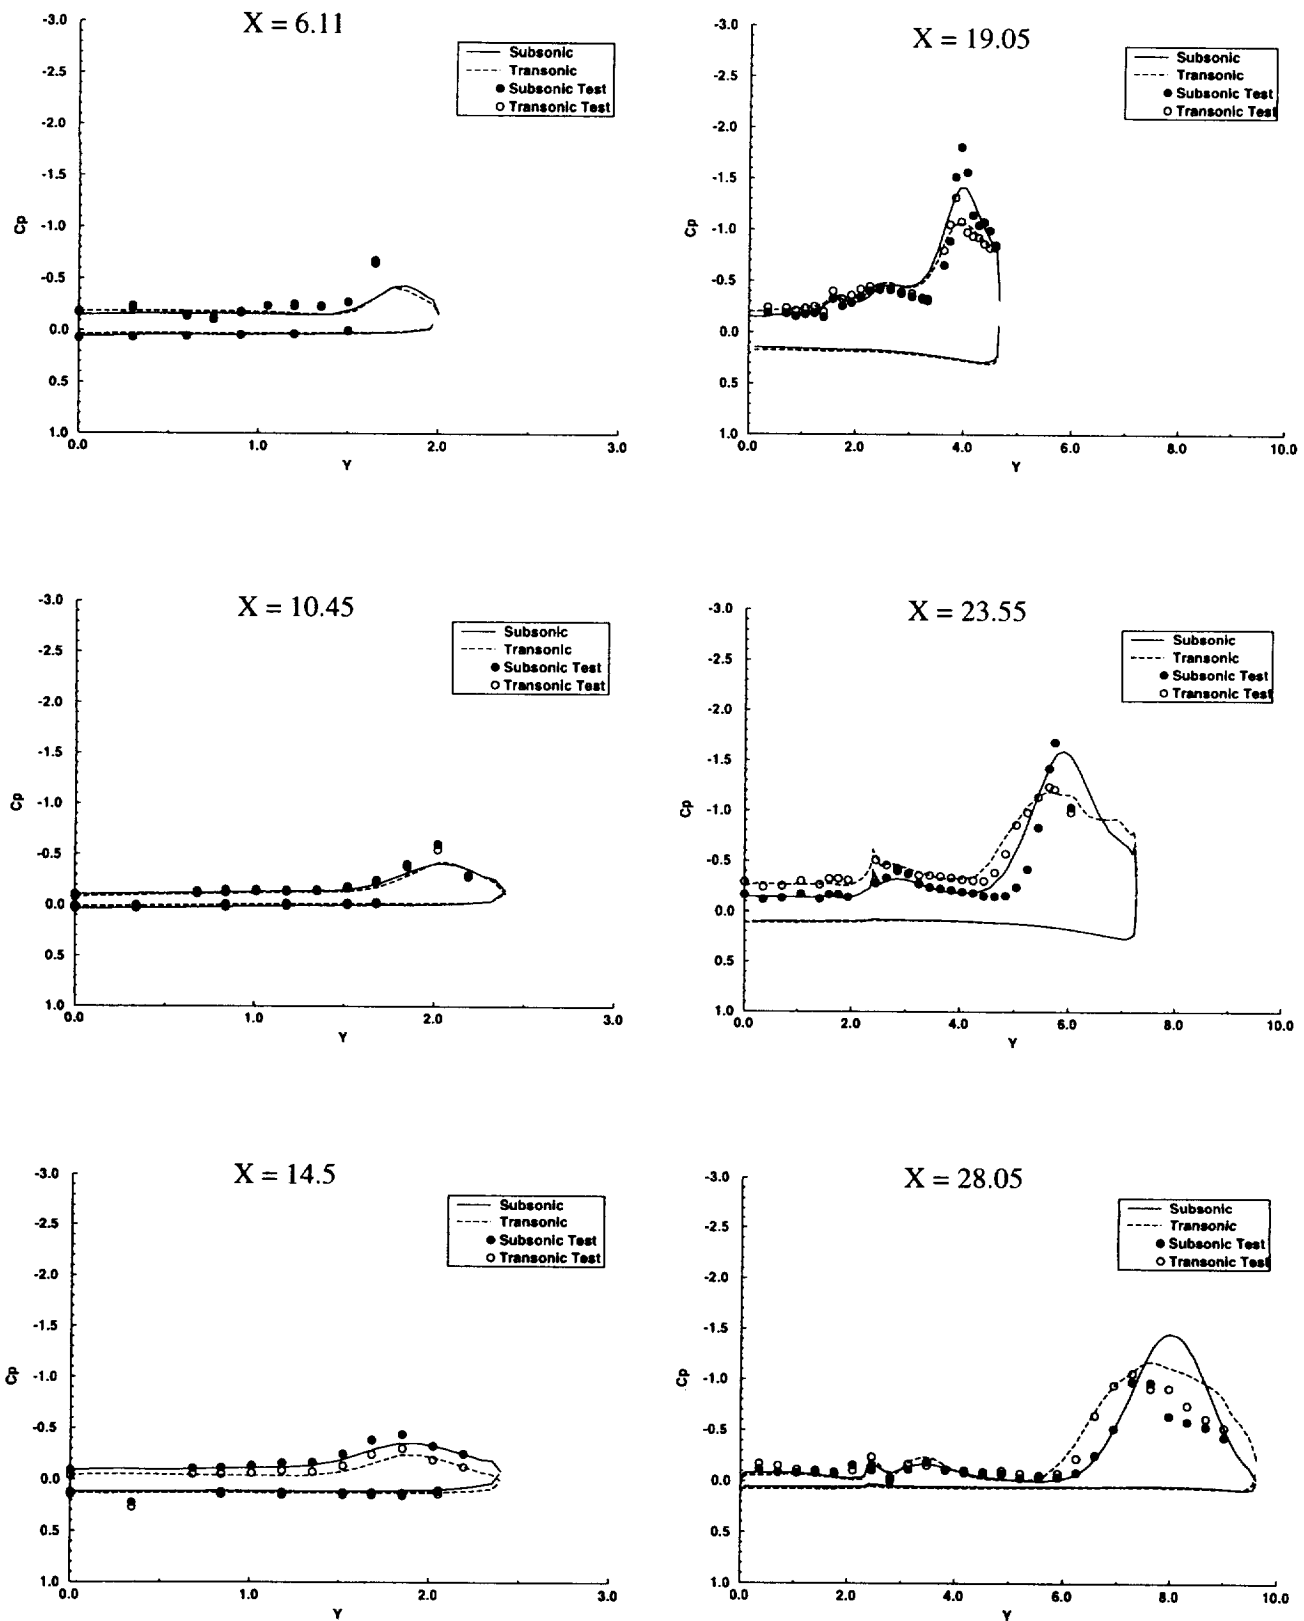 X = 6.11
Subsonic
Transonic
Subsonic Test
Transonic Test
-3.0
-2.5
-2.0
-1.5
-1.0
-0.5
0.0
0.5
1.0
Cp
0.0
1.0
2.0
3.0
Y
X = 19.05
Subsonic
Transonic
Subsonic Test
Transonic Test
-3.0
-2.5
-2.0
-1.5
-1.0
-0.5
0.0
0.5
1.0
Cp
0.0
2.0
4.0
6.0
8.0
10.0
Y
X = 10.45
Subsonic
Transonic
Subsonic Test
Transonic Test
-3.0
-2.5
-2.0
-1.5
-1.0
-0.5
0.0
0.5
1.0
Cp
0.0
1.0
2.0
3.0
Y
X = 23.55
Subsonic
Transonic
Subsonic Test
Transonic Test
-3.0
-2.5
-2.0
-1.5
-1.0
-0.5
0.0
0.5
1.0
Cp
0.0
2.0
4.0
6.0
8.0
10.0
Y
X = 14.5
Subsonic
Transonic
Subsonic Test
Transonic Test
-3.0
-2.5
-2.0
-1.5
-1.0
-0.5
0.0
0.5
1.0
Cp
0.0
1.0
2.0
3.0
Y
X = 28.05
Subsonic
Transonic
Subsonic Test
Transonic Test
-3.0
-2.5
-2.0
-1.5
-1.0
-0.5
0.0
0.5
1.0
Cp
0.0
2.0
4.0
6.0
8.0
10.0
Y